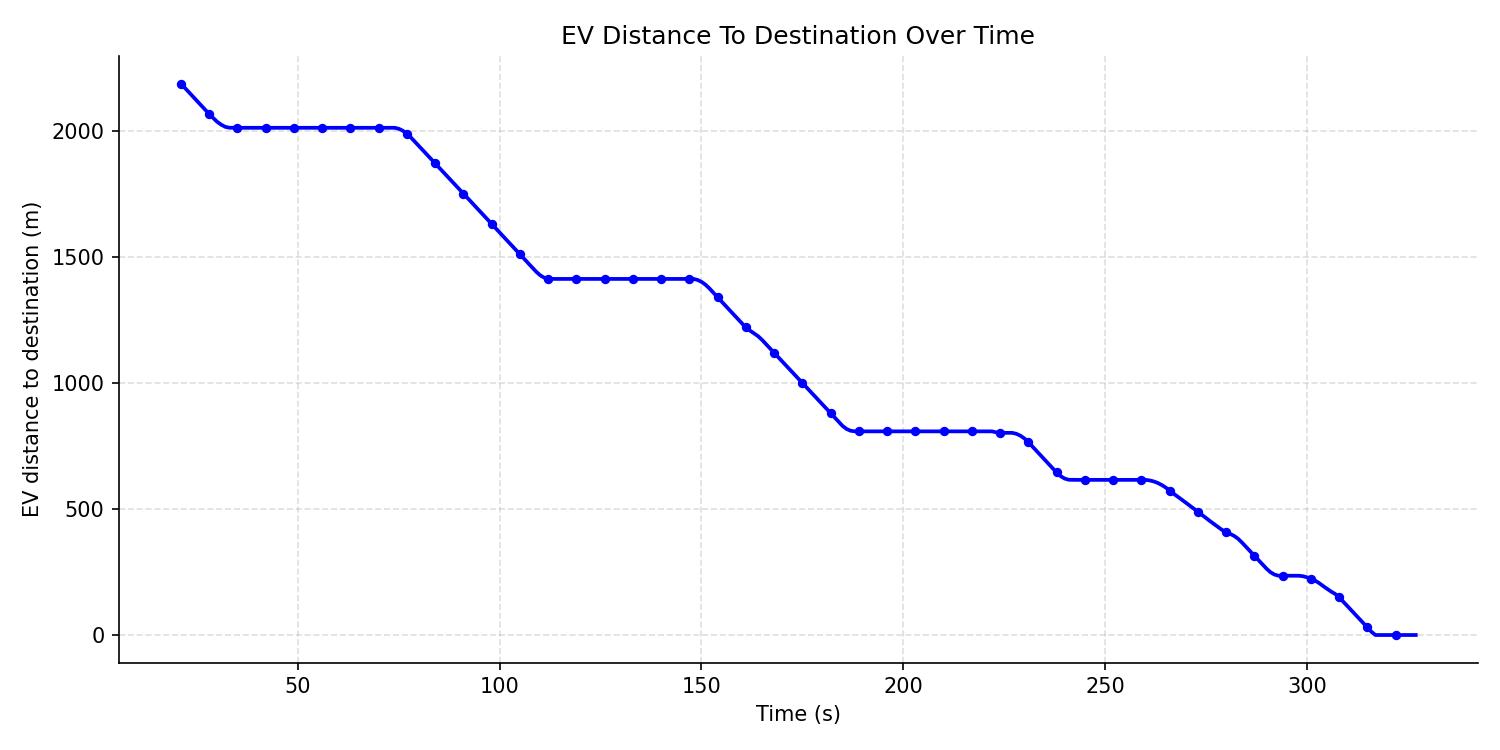 EV Distance To Destination Over Time
EV distance to destination (m)
2000
1500
1000
500
0
50 100 150 200 250 300
Time (s)